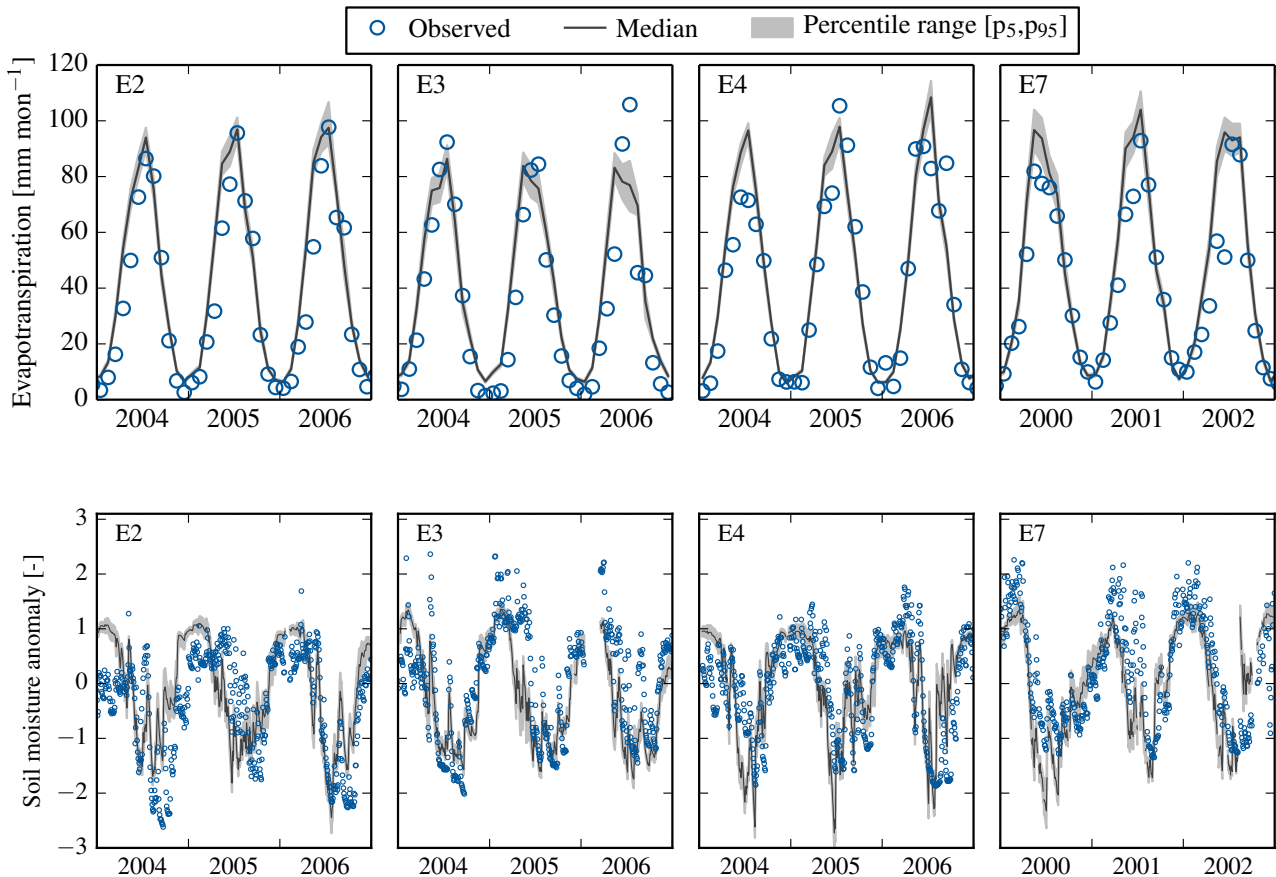 Observed Median Percentile range [p5,p95]
Evapotranspiration [mm mon−1]
120
100
80
60
40
20
0
E2
E3
E4
E7
2004 2005 2006
2004 2005 2006
2004 2005 2006
2000 2001 2002
Soil moisture anomaly [-]
3
2
1
0
−1
−2
−3
E2
E3
E4
E7
2004 2005 2006
2004 2005 2006
2004 2005 2006
2000 2001 2002